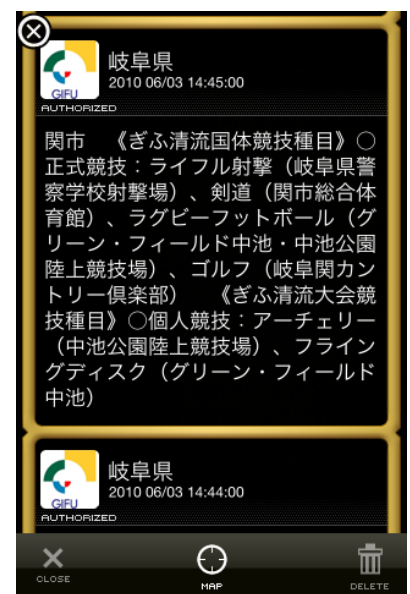 岐阜県
2010 06/03 14:45:00
GIFU
AUTHORIZED
関市　《ぎふ清流国体競技種目》○
正式競技：ライフル射撃（岐阜県警
察学校射撃場）、剣道（関市総合体
育館）、ラグビーフットボール（グ
リーン・フィールド中池・中池公園
陸上競技場）、ゴルフ（岐阜関カン
トリー倶楽部）　《ぎふ清流大会競
技種目》○個人競技：アーチェリー
（中池公園陸上競技場）、フライン
グディスク（グリーン・フィールド
中池）
岐阜県
2010 06/03 14:44:00
GIFU
AUTHORIZED
CLOSE
MAP
DELETE